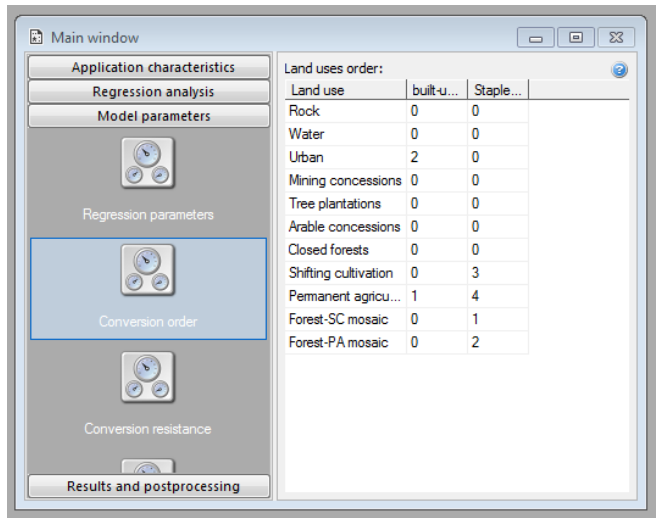 Main window
Application characteristics
Regression analysis
Model parameters
Regression parameters
Conversion order
Conversion resistance
Results and postprocessing
Land uses order:
Land use built-u... Staple...
Rock 0 0
Water 0 0
Urban 2 0
Mining concessions 0 0
Tree plantations 0 0
Arable concessions 0 0
Closed forests 0 0
Shifting cultivation 0 3
Permanent agricu... 1 4
Forest-SC mosaic 0 1
Forest-PA mosaic 0 2